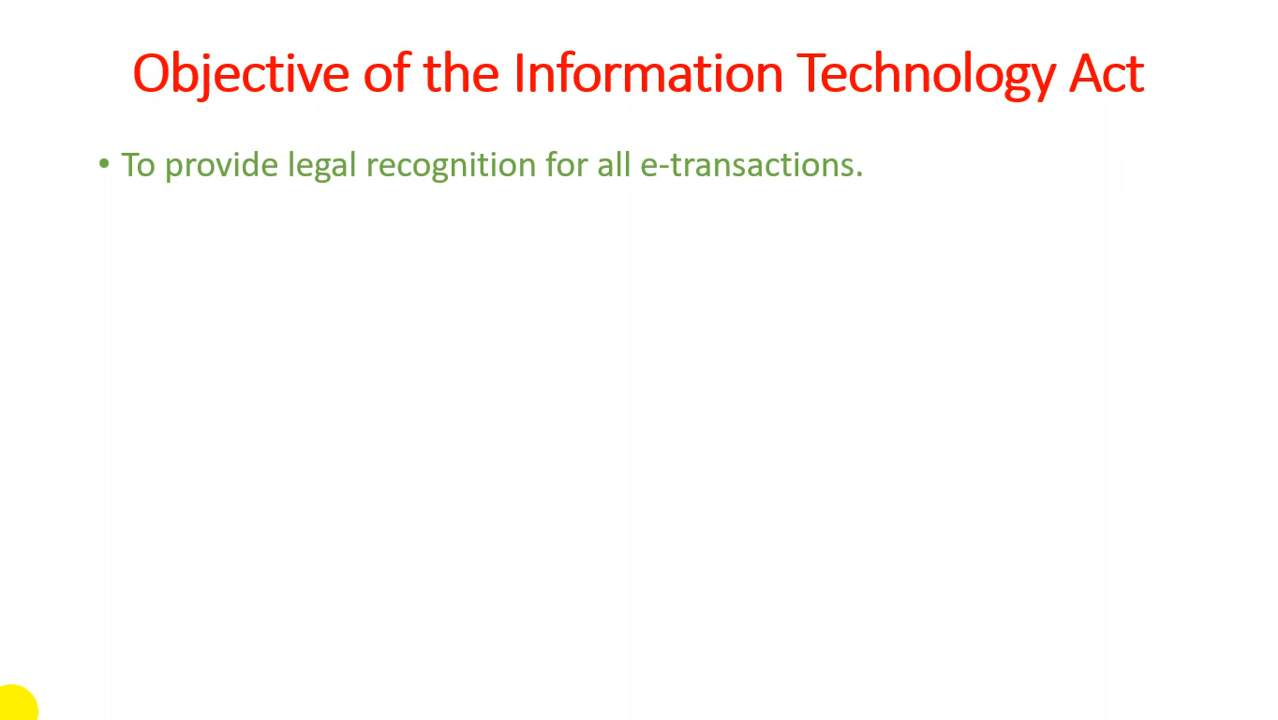 Objective of the Information Technology Act
• To provide legal recognition for all e-transactions.